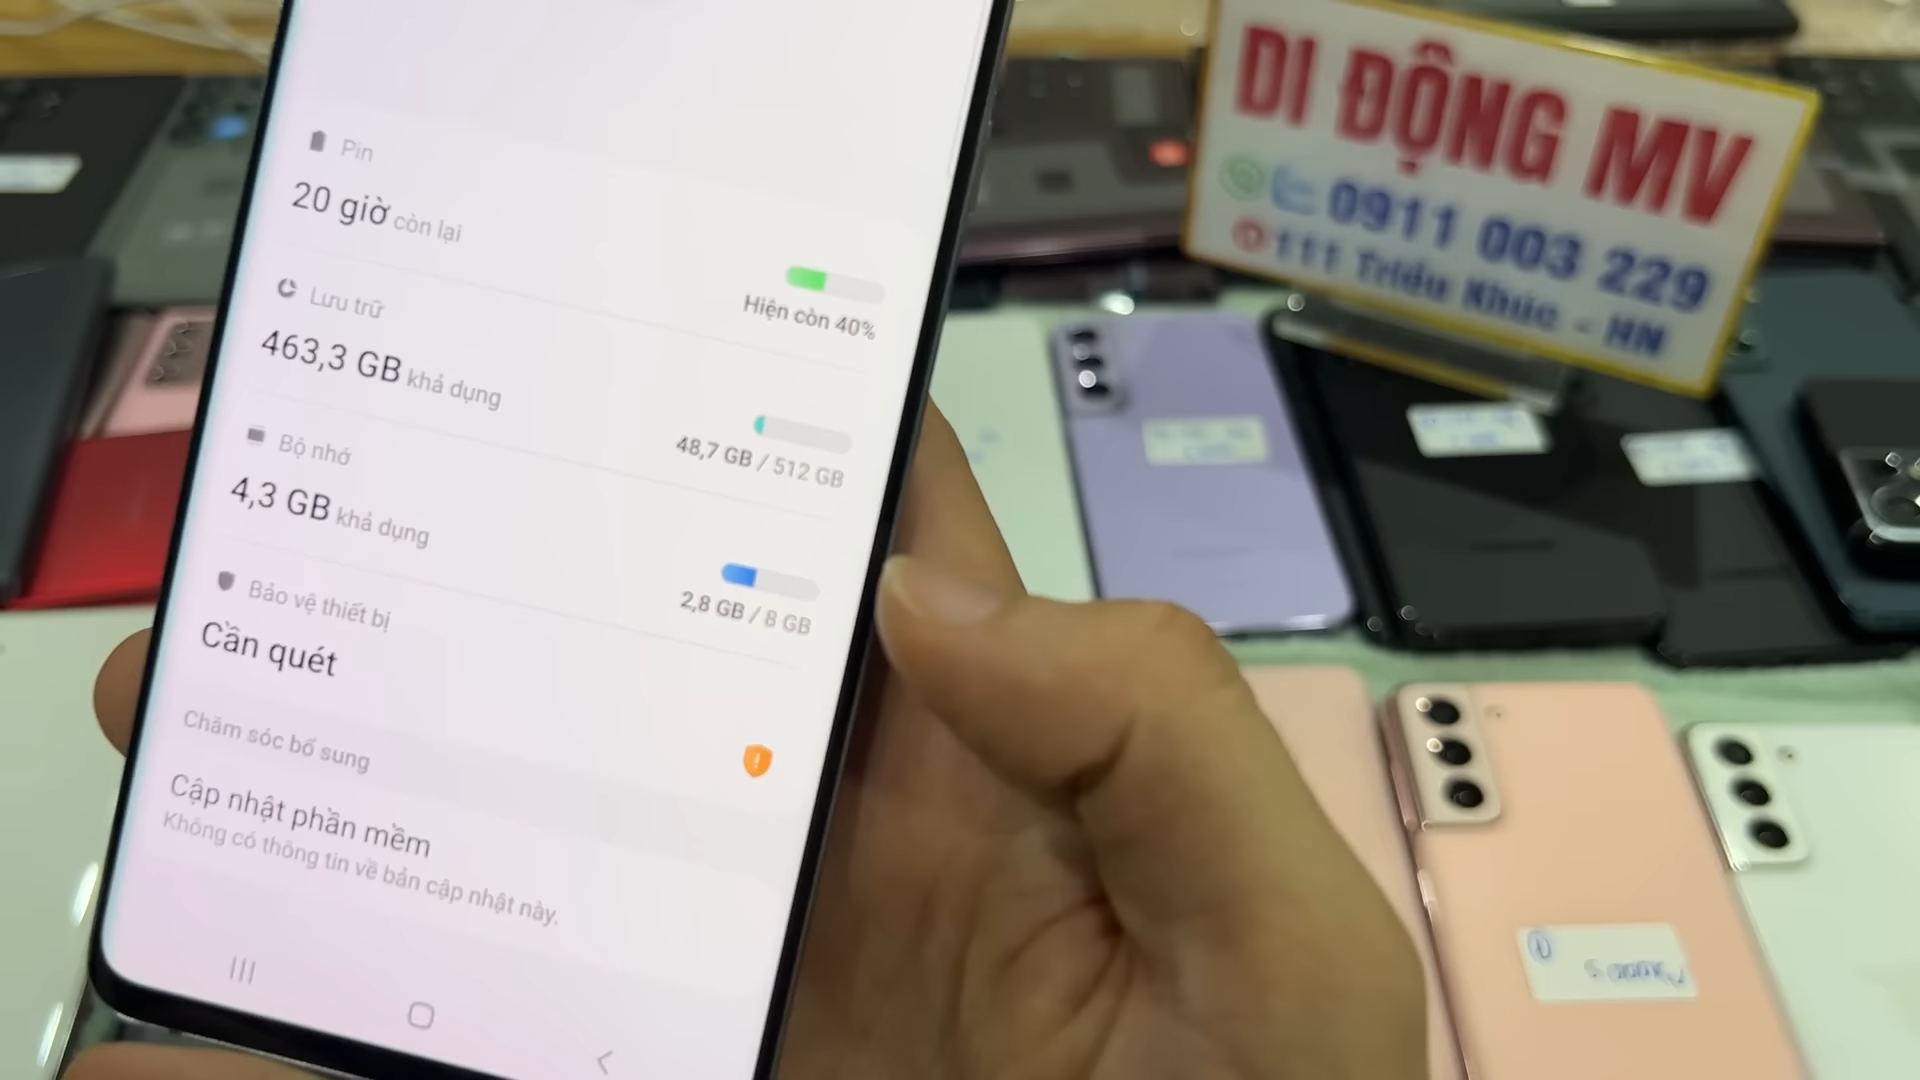 Pin
20 giờ còn lại
Hiện còn 40%
Lưu trữ
463,3 GB khả dụng
48,7 GB / 512 GB
Bộ nhớ
4,3 GB khả dụng
2,8 GB / 8 GB
Bảo vệ thiết bị
Cần quét
Chăm sóc bổ sung
Cập nhật phần mềm
Không có thông tin về bản cập nhật này.
DI ĐỘNG MV
0911 003 229
111 Triều Khúc - HN